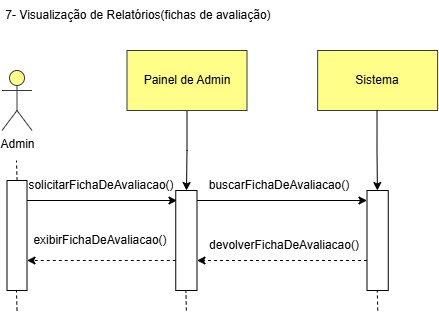 7- Visualização de Relatórios(fichas de avaliação)
Painel de Admin
Sistema
Admin
solicitarFichaDeAvaliacao()
buscarFichaDeAvaliacao()
exibirFichaDeAvaliacao()
devolverFichaDeAvaliacao()